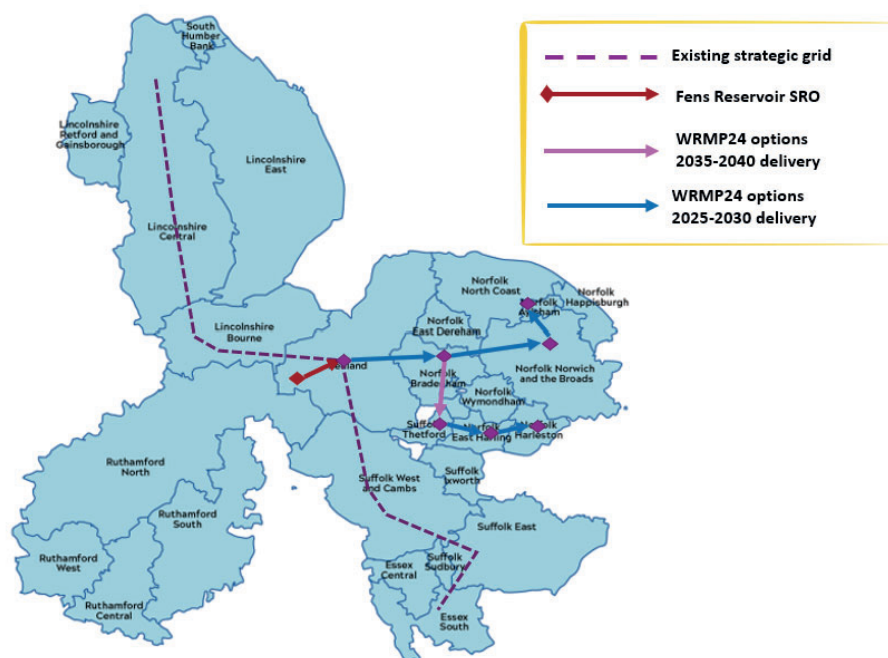 South
Humber
Bank
Existing strategic grid
Fens Reservoir SRO
WRMP24 options
2035-2040 delivery
WRMP24 options
2025-2030 delivery
Lincolnshire
Retford and
Gainsborough
Lincolnshire
East
Lincolnshire
Central
Lincolnshire
Bourne
Norfolk
North Coast
Norfolk
Happisburgh
Norfolk
Norfolk
East Dereham
Norfolk
Bradenham
Norfolk Norwich
and the Broads
Norfolk
Wymondham
Suffolk
Thetford
Norfolk
East Harling
Norfolk
Harleston
Ruthamford
North
Suffolk West
and Cambs
Suffolk
Ixworth
Ruthamford
South
Suffolk East
Ruthamford
West
Essex
Central
Suffolk
Sudbury
Ruthamford
Central
Essex
South